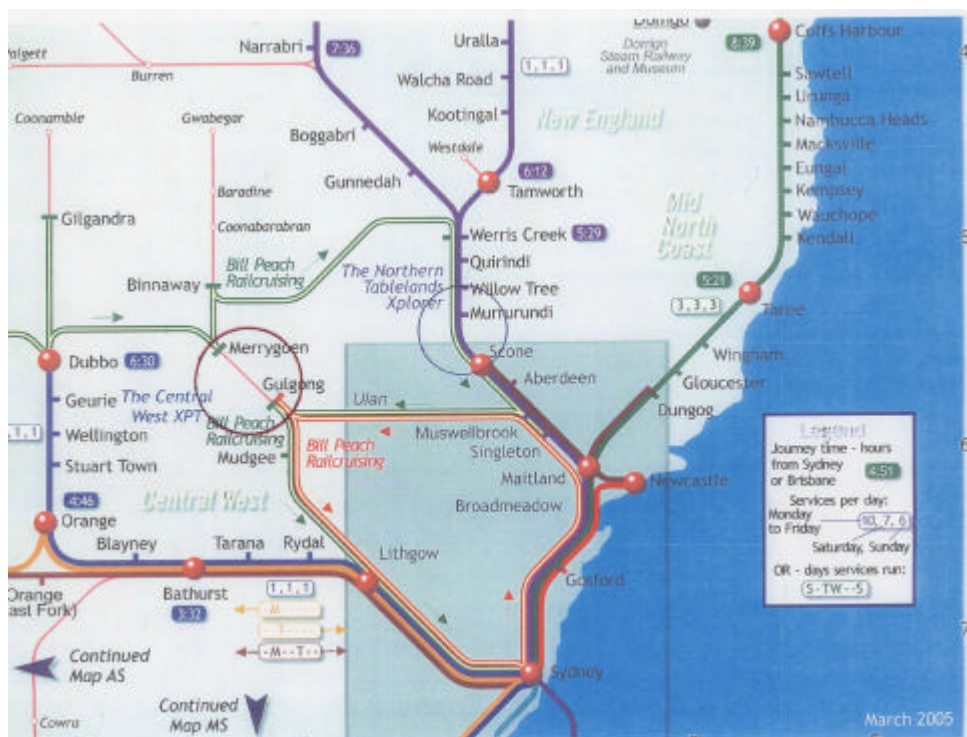 Narrabri
7:36
Uralla
Dorrigo
Dorrign
Steam Railway
and Museum
8:39
Coffs Harbour
Burren
Walcha Road
1,1,1
Sawtell
Urunga
Nambucca Heads
Macksville
Eungai
Kempsey
Wauchope
Kendall
Coonamble
Gwabegar
Boggabri
Kootingal
New England
Westdale
6:12
Tamworth
Gunnedah
Baradine
Coonabarabran
Gilgandra
Mid
North
Coast
Werris Creek
5:29
Quirindi
Willow Tree
Murrurundi
Binnaway
Bill Peach
Railcruising
The Northern
Tablelands
Xplorer
3,3,3
Taree
Merrygoen
Scone
Wingham
Dubbo
6:30
Gulgong
Aberdeen
Gloucester
Geurie
The Central
West XPT
Ulan
Dungog
,1,1
Wellington
Bill Peach
Railcruising
Bill Peach
Railcruising
Muswellbrook
Singleton
Mudgee
Stuart Town
Maitland
Newcastle
Broadmeadow
4:46
Central West
Orange
Blayney
Tarana
Rydal
Lithgow
Gosford
Legend
Journey time - hours
from Sydney
or Brisbane
4:51
Services per day:
Monday
to Friday
10, 7, 6
Saturday, Sunday
OR - days services run:
S-TW--S
Orange
ast Fork)
Bathurst
3:32
1,1,1
-M-----
--T----
-M--T--
Continued
Map AS
Sydney
Continued
Map MS
Cowra
March 2005